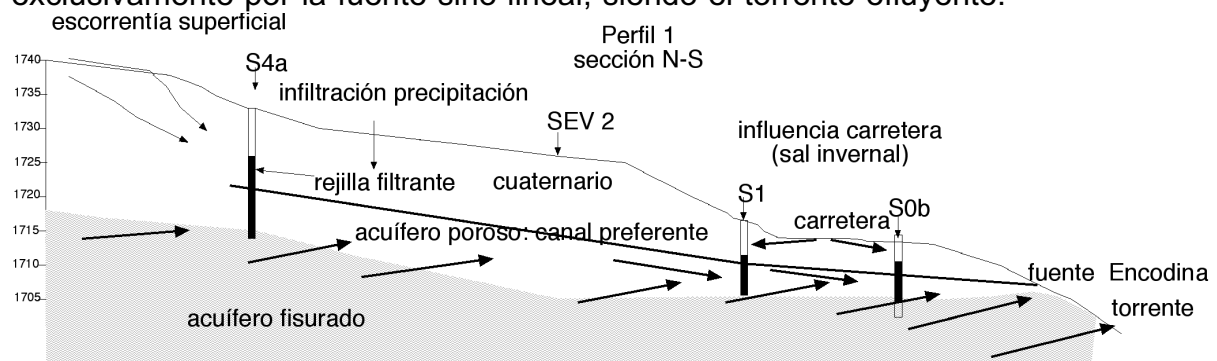 exclusivamente por la fuente sino lineal, siendo el torrente efluyente.
escorrentía superficial
Perfil 1
sección N-S
1740
1735
1730
1725
1720
1715
1710
1705
S4a
infiltración precipitación
SEV 2
influencia carretera
(sal invernal)
rejilla filtrante
cuaternario
S1
carretera
S0b
acuífero poroso: canal preferente
fuente Encodina
torrente
acuífero fisurado